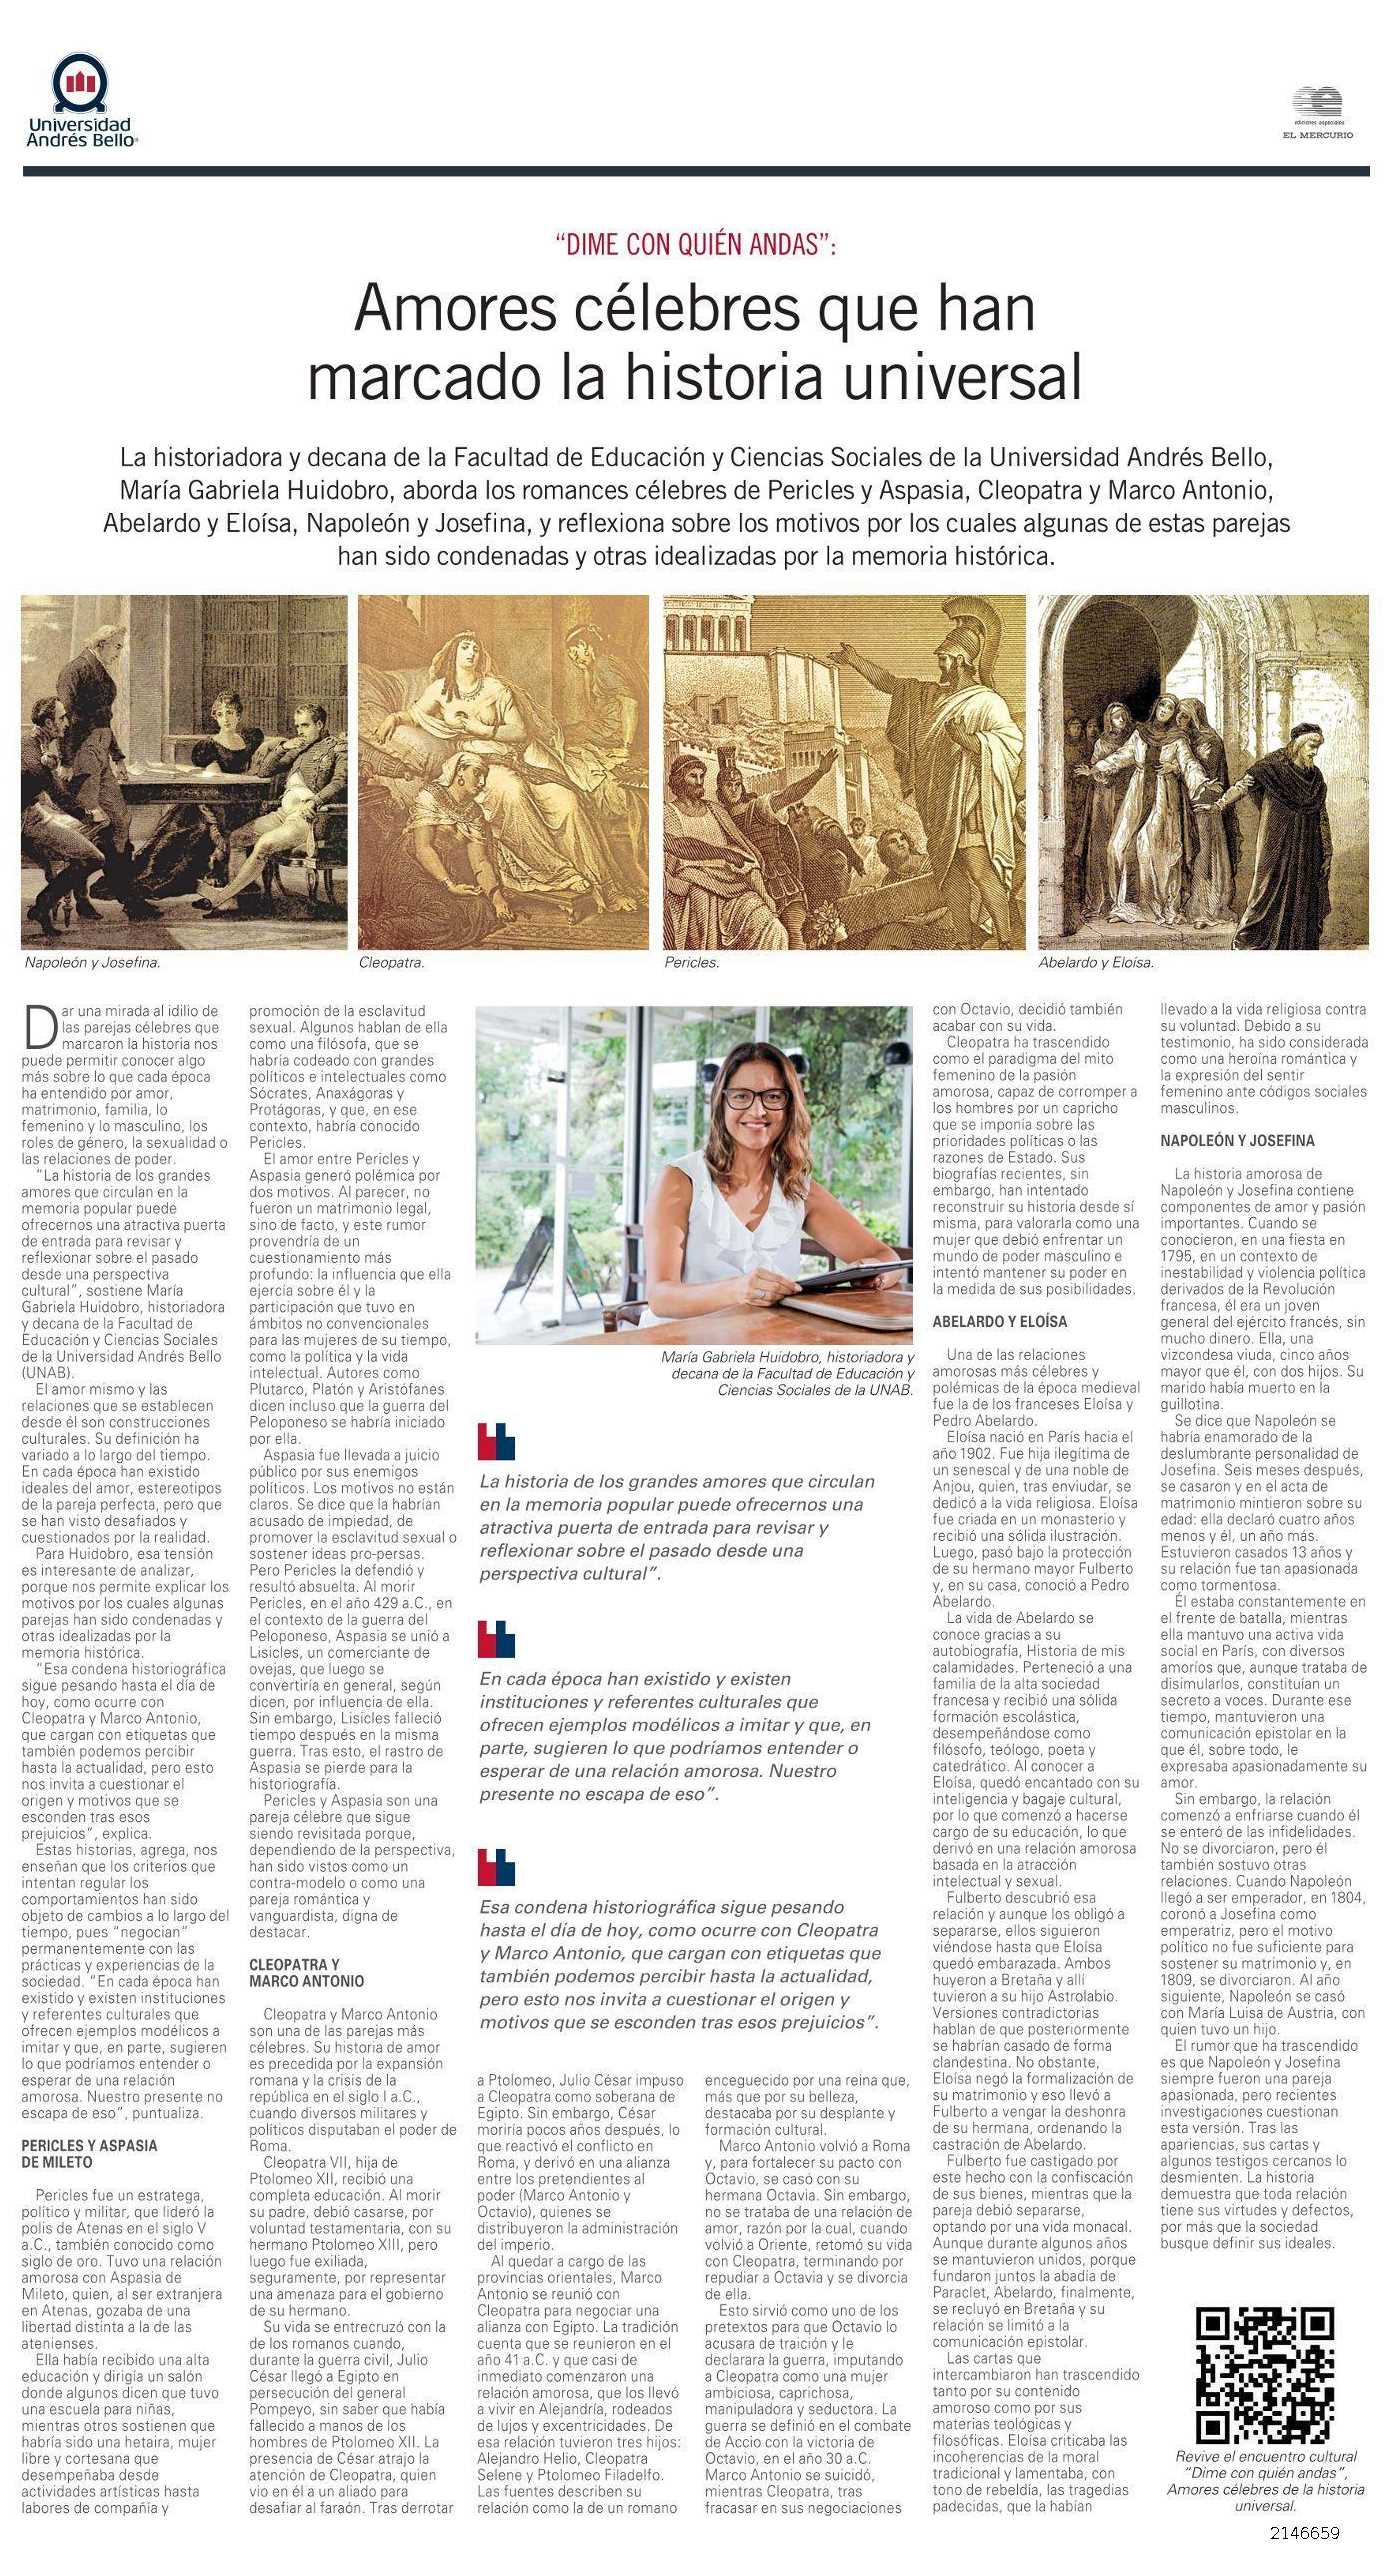 Universidad
Andrés Bello
ediciones especiales
EL MERCURIO
“DIME CON QUIÉN ANDAS”:
Amores célebres que han
marcado la historia universal
La historiadora y decana de la Facultad de Educación y Ciencias Sociales de la Universidad Andrés Bello,
María Gabriela Huidobro, aborda los romances célebres de Pericles y Aspasia, Cleopatra y Marco Antonio,
Abelardo y Eloísa, Napoleón y Josefina, y reflexiona sobre los motivos por los cuales algunas de estas parejas
han sido condenadas y otras idealizadas por la memoria histórica.
Napoleón y Josefina.
Cleopatra.
Pericles.
Abelardo y Eloísa.
Dar una mirada al idilio de
las parejas célebres que
marcaron la historia nos
puede permitir conocer algo
más sobre lo que cada época
ha entendido por amor,
matrimonio, familia, lo
femenino y lo masculino, los
roles de género, la sexualidad o
las relaciones de poder.
“La historia de los grandes
amores que circulan en la
memoria popular puede
ofrecernos una atractiva puerta
de entrada para revisar y
reflexionar sobre el pasado
desde una perspectiva
cultural”, sostiene María
Gabriela Huidobro, historiadora
y decana de la Facultad de
Educación y Ciencias Sociales
de la Universidad Andrés Bello
(UNAB).
El amor mismo y las
relaciones que se establecen
desde él son construcciones
culturales. Su definición ha
variado a lo largo del tiempo.
En cada época han existido
ideales del amor, estereotipos
de la pareja perfecta, pero que
se han visto desafiados y
cuestionados por la realidad.
Para Huidobro, esa tensión
es interesante de analizar,
porque nos permite explicar los
motivos por los cuales algunas
parejas han sido condenadas y
otras idealizadas por la
memoria histórica.
“Esa condena historiográfica
sigue pesando hasta el día de
hoy, como ocurre con
Cleopatra y Marco Antonio,
que cargan con etiquetas que
también podemos percibir
hasta la actualidad, pero esto
nos invita a cuestionar el
origen y motivos que se
esconden tras esos
prejuicios”, explica.
Estas historias, agrega, nos
enseñan que los criterios que
intentan regular los
comportamientos han sido
objeto de cambios a lo largo del
tiempo, pues “negocian”
permanentemente con las
prácticas y experiencias de la
sociedad. “En cada época han
existido y existen instituciones
y referentes culturales que
ofrecen ejemplos modélicos a
imitar y que, en parte, sugieren
lo que podríamos entender o
esperar de una relación
amorosa. Nuestro presente no
escapa de eso”, puntualiza.
PERICLES Y ASPASIA
DE MILETO
Pericles fue un estratega,
político y militar, que lideró la
polis de Atenas en el siglo V
a.C., también conocido como
siglo de oro. Tuvo una relación
amorosa con Aspasia de
Mileto, quien, al ser extranjera
en Atenas, gozaba de una
libertad distinta a la de las
atenienses.
Ella había recibido una alta
educación y dirigía un salón
donde algunos dicen que tuvo
una escuela para niñas,
mientras otros sostienen que
habría sido una hetaira, mujer
libre y cortesana que
desempeñaba desde
actividades artísticas hasta
labores de compañía y
promoción de la esclavitud
sexual. Algunos hablan de ella
como una filósofa, que se
habría codeado con grandes
políticos e intelectuales como
Sócrates, Anaxágoras y
Protágoras, y que, en ese
contexto, habría conocido
Pericles.
El amor entre Pericles y
Aspasia generó polémica por
dos motivos. Al parecer, no
fueron un matrimonio legal,
sino de facto, y este rumor
provendría de un
cuestionamiento más
profundo: la influencia que ella
ejercía sobre él y la
participación que tuvo en
ámbitos no convencionales
para las mujeres de su tiempo,
como la política y la vida
intelectual. Autores como
Plutarco, Platón y Aristófanes
dicen incluso que la guerra del
Peloponeso se habría iniciado
por ella.
Aspasia fue llevada a juicio
público por sus enemigos
políticos. Los motivos no están
claros. Se dice que la habrían
acusado de impiedad, de
promover la esclavitud sexual o
sostener ideas pro-persas.
Pero Pericles la defendió y
resultó absuelta. Al morir
Pericles, en el año 429 a.C., en
el contexto de la guerra del
Peloponeso, Aspasia se unió a
Lisicles, un comerciante de
ovejas, que luego se
convertiría en general, según
dicen, por influencia de ella.
Sin embargo, Lisicles falleció
tiempo después en la misma
guerra. Tras esto, el rastro de
Aspasia se pierde para la
historiografía.
Pericles y Aspasia son una
pareja célebre que sigue
siendo revisitada porque,
dependiendo de la perspectiva,
han sido vistos como un
contra-modelo o como una
pareja romántica y
vanguardista, digna de
destacar.
CLEOPATRA Y
MARCO ANTONIO
Cleopatra y Marco Antonio
son una de las parejas más
célebres. Su historia de amor
es precedida por la expansión
romana y la crisis de la
república en el siglo I a.C.,
cuando diversos militares y
políticos disputaban el poder de
Roma.
Cleopatra VII, hija de
Ptolomeo XII, recibió una
completa educación. Al morir
su padre, debió casarse, por
voluntad testamentaria, con su
hermano Ptolomeo XIII, pero
luego fue exiliada,
seguramente, por representar
una amenaza para el gobierno
de su hermano.
Su vida se entrecruzó con la
de los romanos cuando,
durante la guerra civil, Julio
César llegó a Egipto en
persecución del general
Pompeyo, sin saber que había
fallecido a manos de los
hombres de Ptolomeo XII. La
presencia de César atrajo la
atención de Cleopatra, quien
vio en él a un aliado para
desafiar al faraón. Tras derrotar
María Gabriela Huidobro, historiadora y
decana de la Facultad de Educación y
Ciencias Sociales de la UNAB.
La historia de los grandes amores que circulan
en la memoria popular puede ofrecernos una
atractiva puerta de entrada para revisar y
reflexionar sobre el pasado desde una
perspectiva cultural”.
En cada época han existido y existen
instituciones y referentes culturales que
ofrecen ejemplos modélicos a imitar y que, en
parte, sugieren lo que podríamos entender o
esperar de una relación amorosa. Nuestro
presente no escapa de eso”.
Esa condena historiográfica sigue pesando
hasta el día de hoy, como ocurre con Cleopatra
y Marco Antonio, que cargan con etiquetas que
también podemos percibir hasta la actualidad,
pero esto nos invita a cuestionar el origen y
motivos que se esconden tras esos prejuicios”.
a Ptolomeo, Julio César impuso
a Cleopatra como soberana de
Egipto. Sin embargo, César
moriría pocos años después, lo
que reactivó el conflicto en
Roma, y derivó en una alianza
entre los pretendientes al
poder (Marco Antonio y
Octavio), quienes se
distribuyeron la administración
del imperio.
Al quedar a cargo de las
provincias orientales, Marco
Antonio se reunió con
Cleopatra para negociar una
alianza con Egipto. La tradición
cuenta que se reunieron en el
año 41 a.C. y que casi de
inmediato comenzaron una
relación amorosa, que los llevó
a vivir en Alejandría, rodeados
de lujos y excentricidades. De
esa relación tuvieron tres hijos:
Alejandro Helio, Cleopatra
Selene y Ptolomeo Filadelfo.
Las fuentes describen su
relación como la de un romano
enceguecido por una reina que,
más que por su belleza,
destacaba por su desplante y
formación cultural.
Marco Antonio volvió a Roma
y, para fortalecer su pacto con
Octavio, se casó con su
hermana Octavia. Sin embargo,
no se trataba de una relación de
amor, razón por la cual, cuando
volvió a Oriente, retomó su vida
con Cleopatra, terminando por
repudiar a Octavia y se divorcia
de ella.
Esto sirvió como uno de los
pretextos para que Octavio lo
acusara de traición y le
declarara la guerra, imputando
a Cleopatra como una mujer
ambiciosa, caprichosa,
manipuladora y seductora. La
guerra se definió en el combate
de Accio con la victoria de
Octavio, en el año 30 a.C.
Marco Antonio se suicidó,
mientras Cleopatra, tras
fracasar en sus negociaciones
con Octavio, decidió también
acabar con su vida.
Cleopatra ha trascendido
como el paradigma del mito
femenino de la pasión
amorosa, capaz de corromper a
los hombres por un capricho
que se imponía sobre las
prioridades políticas o las
razones de Estado. Sus
biografías recientes, sin
embargo, han intentado
reconstruir su historia desde sí
misma, para valorarla como una
mujer que debió enfrentar un
mundo de poder masculino e
intentó mantener su poder en
la medida de sus posibilidades.
ABELARDO Y ELOÍSA
Una de las relaciones
amorosas más célebres y
polémicas de la época medieval
fue la de los franceses Eloísa y
Pedro Abelardo.
Eloísa nació en París hacia el
año 1902. Fue hija ilegítima de
un senescal y de una noble de
Anjou, quien, tras enviudar, se
dedicó a la vida religiosa. Eloísa
fue criada en un monasterio y
recibió una sólida ilustración.
Luego, pasó bajo la protección
de su hermano mayor Fulberto
y, en su casa, conoció a Pedro
Abelardo.
La vida de Abelardo se
conoce gracias a su
autobiografía, Historia de mis
calamidades. Perteneció a una
familia de la alta sociedad
francesa y recibió una sólida
formación escolástica,
desempeñándose como
filósofo, teólogo, poeta y
catedrático. Al conocer a
Eloísa, quedó encantado con su
inteligencia y bagaje cultural,
por lo que comenzó a hacerse
cargo de su educación, lo que
derivó en una relación amorosa
basada en la atracción
intelectual y sexual.
Fulberto descubrió esa
relación y aunque los obligó a
separarse, ellos siguieron
viéndose hasta que Eloísa
quedó embarazada. Ambos
huyeron a Bretaña y allí
tuvieron a su hijo Astrolabio.
Versiones contradictorias
hablan de que posteriormente
se habrían casado de forma
clandestina. No obstante,
Eloísa negó la formalización de
su matrimonio y eso llevó a
Fulberto a vengar la deshonra
de su hermana, ordenando la
castración de Abelardo.
Fulberto fue castigado por
este hecho con la confiscación
de sus bienes, mientras que la
pareja debió separarse,
optando por una vida monacal.
Aunque durante algunos años
se mantuvieron unidos, porque
fundaron juntos la abadía de
Paraclet, Abelardo, finalmente,
se recluyó en Bretaña y su
relación se limitó a la
comunicación epistolar.
Las cartas que
intercambiaron han trascendido
tanto por su contenido
amoroso como por sus
materias teológicas y
filosóficas. Eloísa criticaba las
incoherencias de la moral
tradicional y lamentaba, con
tono de rebeldía, las tragedias
padecidas, que la habían
llevado a la vida religiosa contra
su voluntad. Debido a su
testimonio, ha sido considerada
como una heroína romántica y
la expresión del sentir
femenino ante códigos sociales
masculinos.
NAPOLEÓN Y JOSEFINA
La historia amorosa de
Napoleón y Josefina contiene
componentes de amor y pasión
importantes. Cuando se
conocieron, en una fiesta en
1795, en un contexto de
inestabilidad y violencia política
derivados de la Revolución
francesa, él era un joven
general del ejército francés, sin
mucho dinero. Ella, una
vizcondesa viuda, cinco años
mayor que él, con dos hijos. Su
marido había muerto en la
guillotina.
Se dice que Napoleón se
habría enamorado de la
deslumbrante personalidad de
Josefina. Seis meses después,
se casaron y en el acta de
matrimonio mintieron sobre su
edad: ella declaró cuatro años
menos y él, un año más.
Estuvieron casados 13 años y
su relación fue tan apasionada
como tormentosa.
Él estaba constantemente en
el frente de batalla, mientras
ella mantuvo una activa vida
social en París, con diversos
amoríos que, aunque trataba de
disimularlos, constituían un
secreto a voces. Durante ese
tiempo, mantuvieron una
comunicación epistolar en la
que él, sobre todo, le
expresaba apasionadamente su
amor.
Sin embargo, la relación
comenzó a enfriarse cuando él
se enteró de las infidelidades.
No se divorciaron, pero él
también sostuvo otras
relaciones. Cuando Napoleón
llegó a ser emperador, en 1804,
coronó a Josefina como
emperatriz, pero el motivo
político no fue suficiente para
sostener su matrimonio y, en
1809, se divorciaron. Al año
siguiente, Napoleón se casó
con María Luisa de Austria, con
quien tuvo un hijo.
El rumor que ha trascendido
es que Napoleón y Josefina
siempre fueron una pareja
apasionada, pero recientes
investigaciones cuestionan
esta versión. Tras las
apariencias, sus cartas y
algunos testigos cercanos lo
desmienten. La historia
demuestra que toda relación
tiene sus virtudes y defectos,
por más que la sociedad
busque definir sus ideales.
Revive el encuentro cultural
“Dime con quién andas”,
Amores célebres de la historia
universal.
2146659